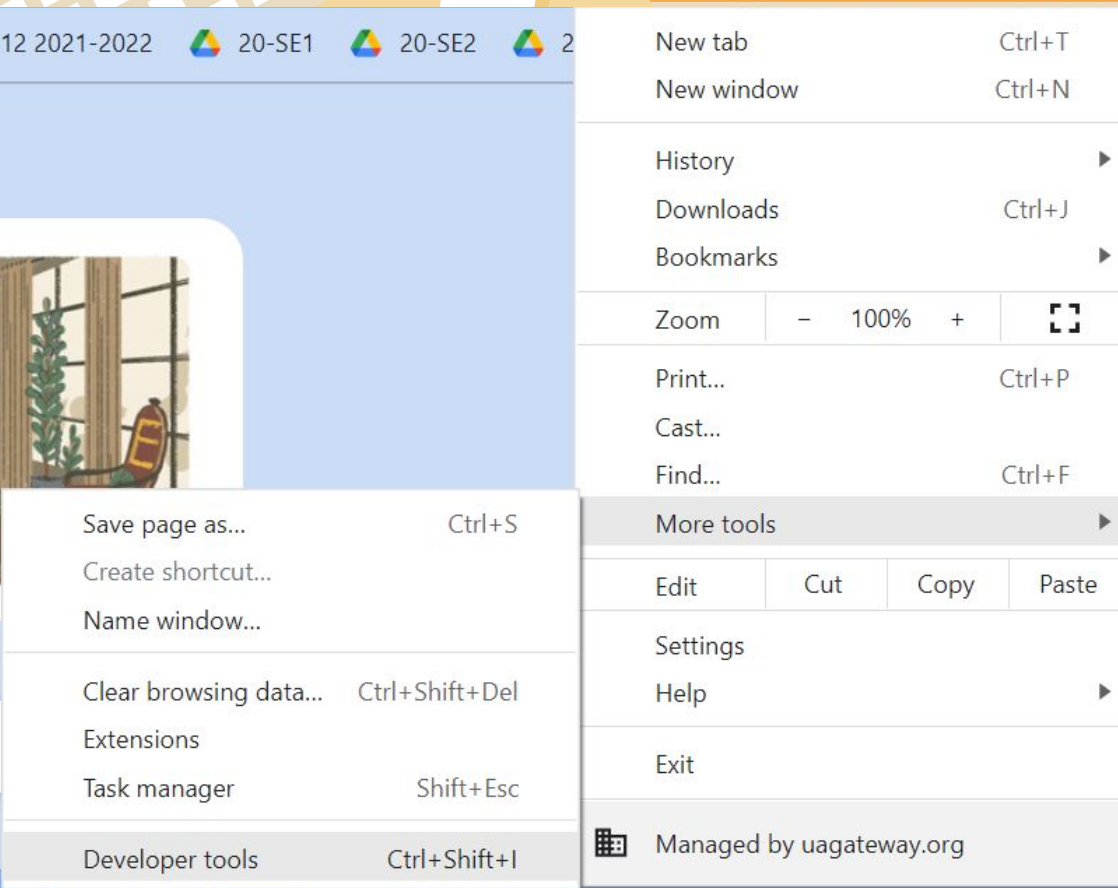 12 2021-2022 20-SE1 20-SE2 2
New tab Ctrl+T
New window Ctrl+N
History
Downloads Ctrl+J
Bookmarks
Zoom − 100% +
Print... Ctrl+P
Cast...
Find... Ctrl+F
More tools
Edit Cut Copy Paste
Settings
Help
Exit
Managed by uagateway.org
Save page as... Ctrl+S
Create shortcut...
Name window...
Clear browsing data... Ctrl+Shift+Del
Extensions
Task manager Shift+Esc
Developer tools Ctrl+Shift+I